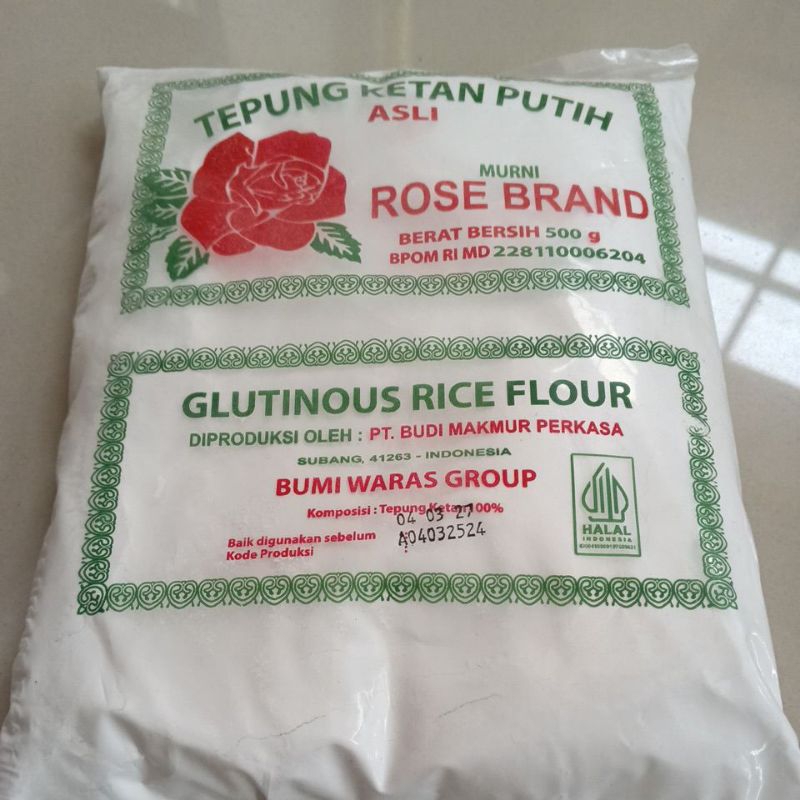 TEPUNG KETAN PUTIH
ASLI
MURNI
ROSE BRAND
BERAT BERSIH 500 g
BPOM RI MD 228110006204
GLUTINOUS RICE FLOUR
DIPRODUKSI OLEH : PT. BUDI MAKMUR PERKASA
SUBANG, 41263 - INDONESIA
BUMI WARAS GROUP
Komposisi : Tepung Ketan 100%
Baik digunakan sebelum 04 03 27
Kode Produksi : A04032524
HALAL
INDONESIA